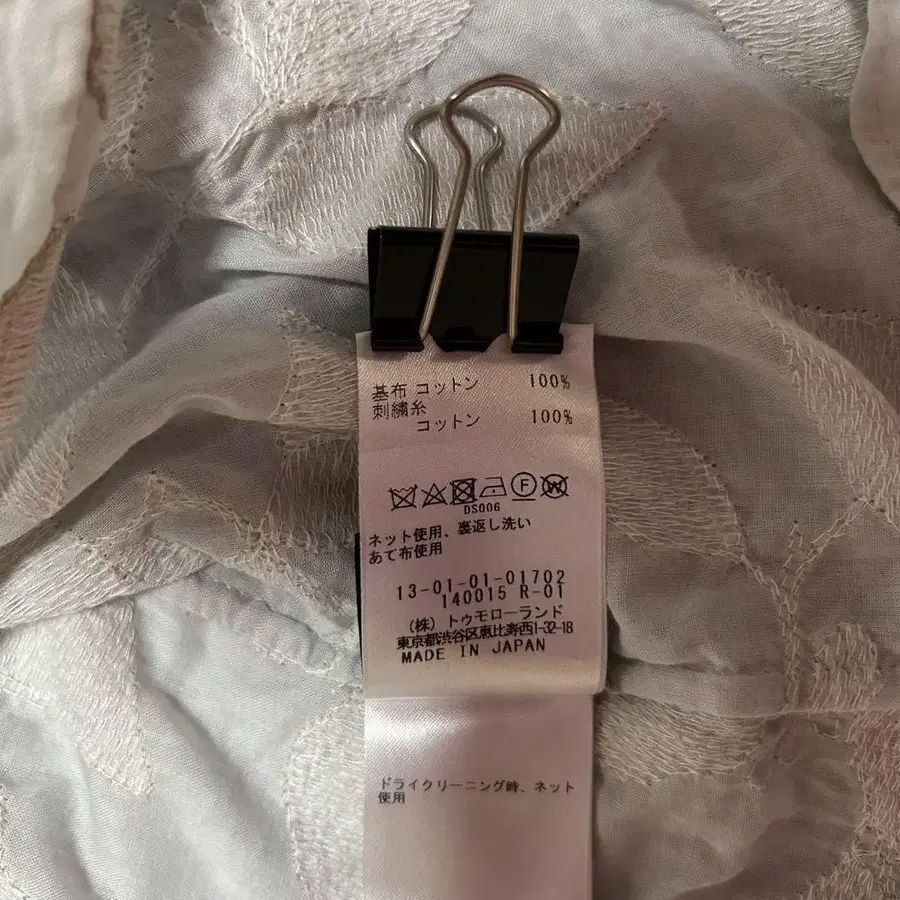 基布 コットン 100%
刺繍糸
コットン 100%
F W
DS006
ネット使用、裏返し洗い
あて布使用
13-01-01-01702
140015 R-01
(株) トゥモローランド
東京都渋谷区恵比寿西1-32-18
MADE IN JAPAN
ドライクリーニング時、ネット
使用